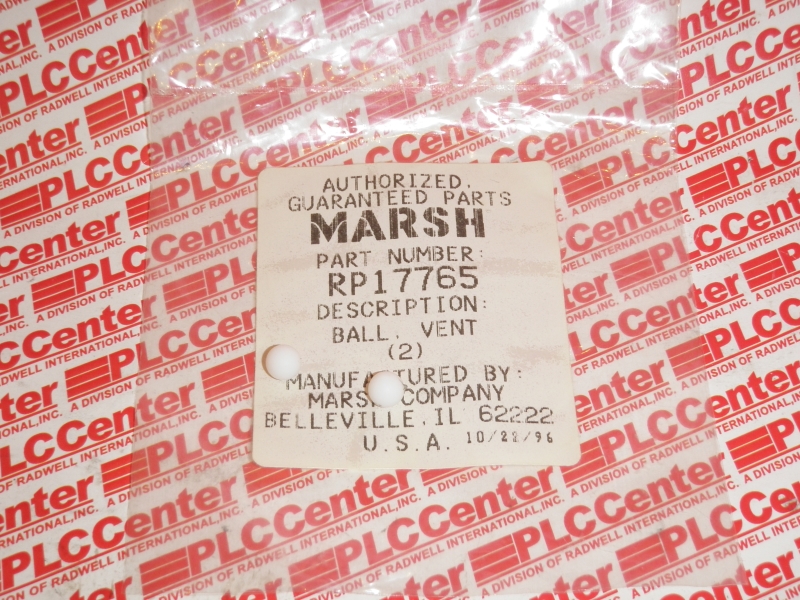 AUTHORIZED,
GUARANTEED PARTS
MARSH
PART NUMBER:
RP17765
DESCRIPTION:
BALL, VENT
(2)
MANUFACTURED BY:
MARSH COMPANY
BELLEVILLE, IL 62222
U.S.A. 10/22/96
PLCCenter
A DIVISION OF RADWELL INTERNATIONAL, INC.